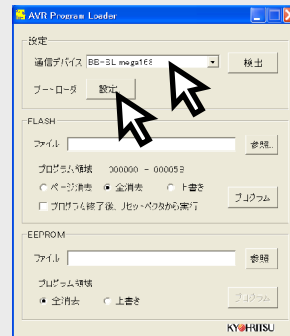 AVR Program Loader
設定
通信デバイス BB-BL mega168 検出
ブートローダ 設定
FLASH
ファイル 参照..
プログラム領域 000000 -
ページ消去 全消去 上書き
プログラム終了後、リセットベクタから実行 プログラム
EEPROM
ファイル 参照
プログラム領域
全消去 上書き プログラム
KYOHRITSU